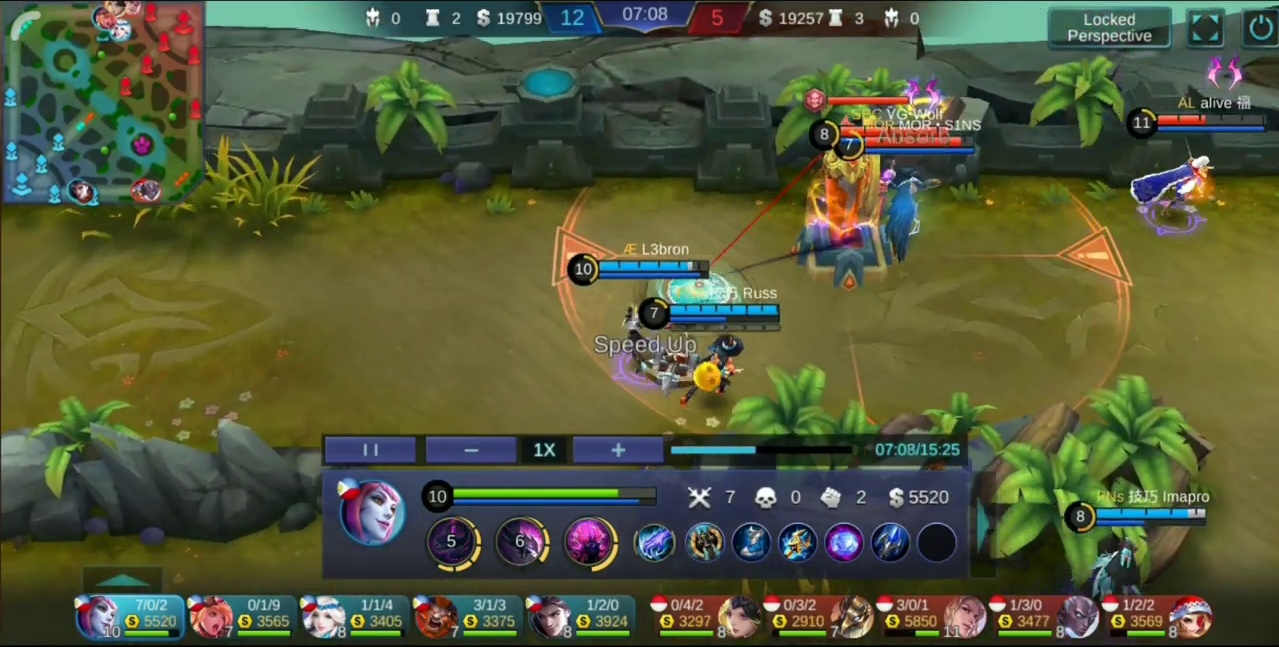 0 2 $ 19799 12 07:08 5 $ 19257 3 0
Locked
Perspective
AL alive 福
11
VG Wolf
MOR MOR • S1NS
8
7
Absorb
Æ L3bron
10
Russ
7
Speed Up
1X
07:08/15:25
10
7 0 2 $ 5520
5 6
技巧 Imapro
8
7/0/2 0/1/9 1/1/4 3/1/3 1/2/0 0/4/2 0/3/2 3/0/1 1/3/0 1/2/2
5520 3565 3405 3375 3924 3297 2910 5850 3477 3569
10 7 8 7 8 8 7 11 8 8